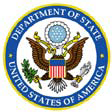 DEPARTMENT OF STATE
UNITED STATES OF AMERICA